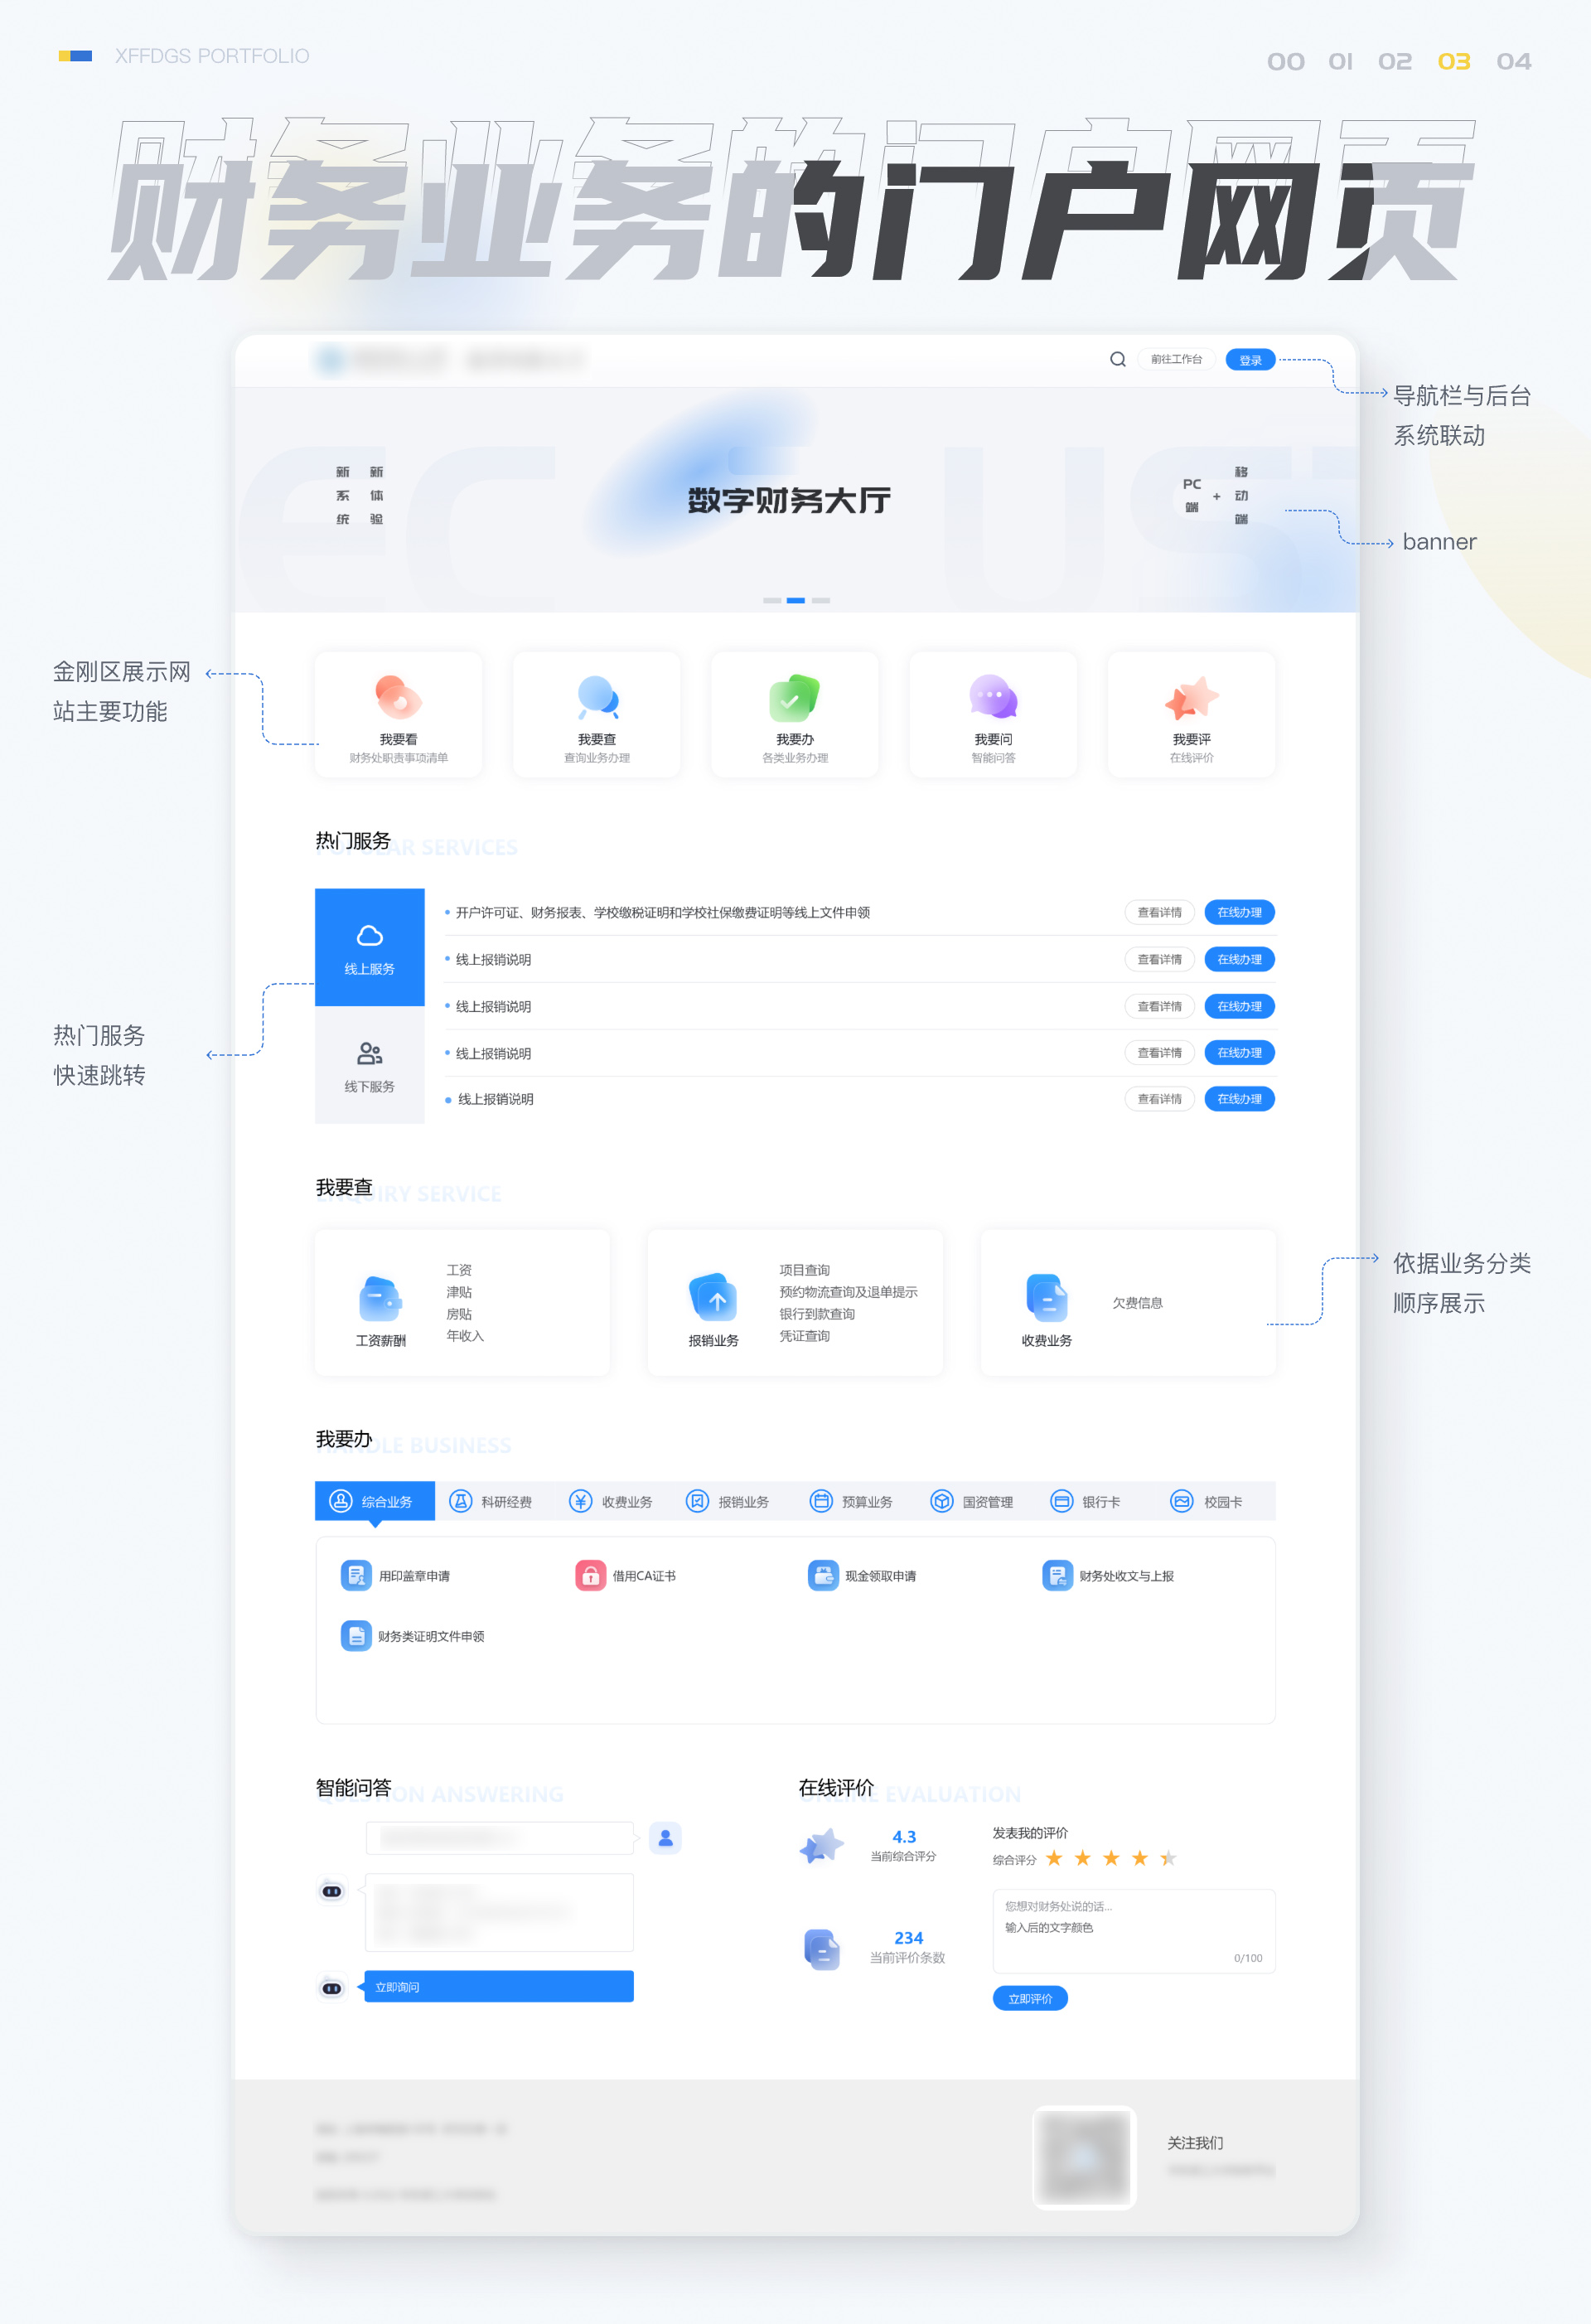 XFFDGS PORTFOLIO
00 01 02 03 04
财务业务的门户网页
前往工作台 登录
导航栏与后台
系统联动
EC US
新系统 新体验
数字财务大厅
PC端 + 移动端
banner
金刚区展示网
站主要功能
我要看 我要查 我要办 我要问 我要评
财务处职责事项清单 查询业务办理 各类业务办理 智能问答 在线评价
热门服务
POPULAR SERVICES
线上服务
线下服务
开户许可证、财务报表、学校缴税证明和学校社保缴费证明等线上文件申领 查看详情 在线办理
线上报销说明 查看详情 在线办理
线上报销说明 查看详情 在线办理
线上报销说明 查看详情 在线办理
线上报销说明 查看详情 在线办理
热门服务
快速跳转
我要查
ENQUIRY SERVICE
工资薪酬
工资
津贴
房贴
年收入
报销业务
项目查询
预约物流查询及退单提示
银行到款查询
凭证查询
收费业务
欠费信息
依据业务分类
顺序展示
我要办
HANDLE BUSINESS
综合业务 科研经费 收费业务 报销业务 预算业务 国资管理 银行卡 校园卡
用印盖章申请 借用CA证书 现金领取申请 财务处收文与上报
财务类证明文件申领
智能问答
QUESTION ANSWERING
立即询问
在线评价
ONLINE EVALUATION
4.3
当前综合评分
234
当前评价条数
发表我的评价
综合评分
您想对财务处说的话...
输入后的文字颜色
0/100
立即评价
关注我们